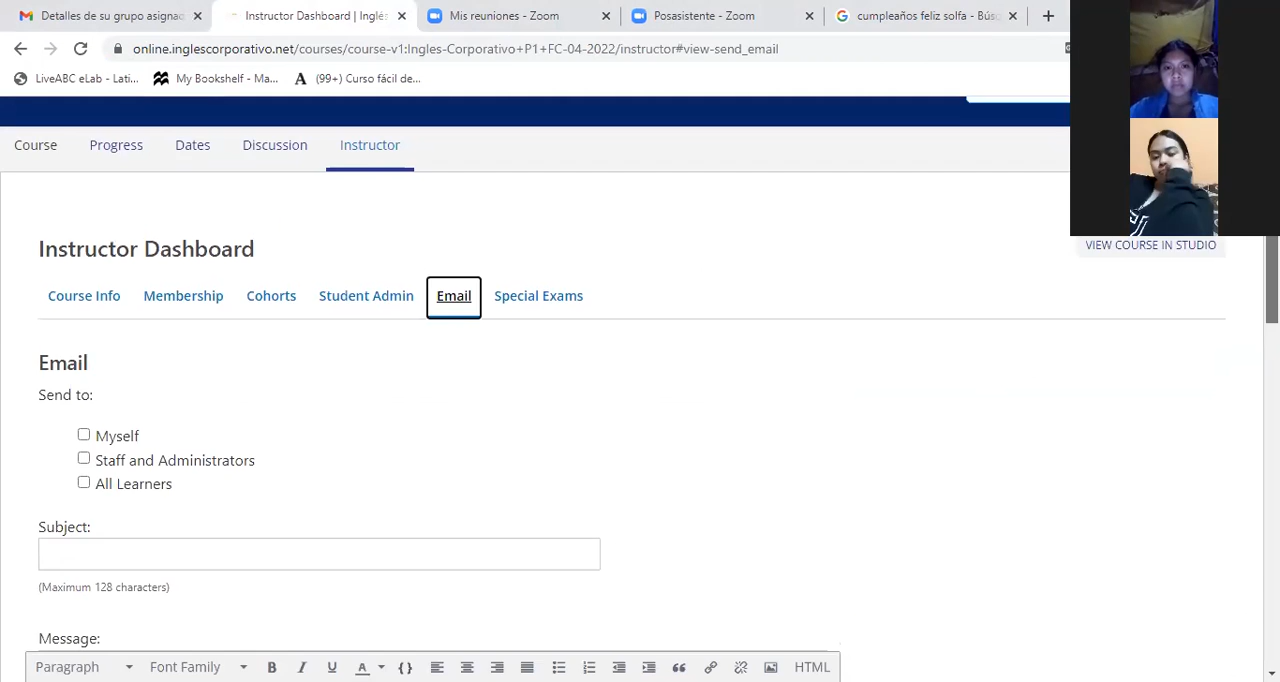 Detalles de su grupo asignad
Instructor Dashboard | Inglé
Mis reuniones - Zoom
Posasistente - Zoom
cumpleaños feliz solfa - Bús
online.inglescorporativo.net/courses/course-v1:Ingles-Corporativo+P1+FC-04-2022/instructor#view-send_email
LiveABC eLab - Lati...
My Bookshelf - Ma...
(99+) Curso fácil de...
Course
Progress
Dates
Discussion
Instructor
VIEW COURSE IN STUDIO
Instructor Dashboard
Course Info
Membership
Cohorts
Student Admin
Email
Special Exams
Email
Send to:
Myself
Staff and Administrators
All Learners
Subject:
(Maximum 128 characters)
Message:
Paragraph
Font Family
B I U A {} HTML